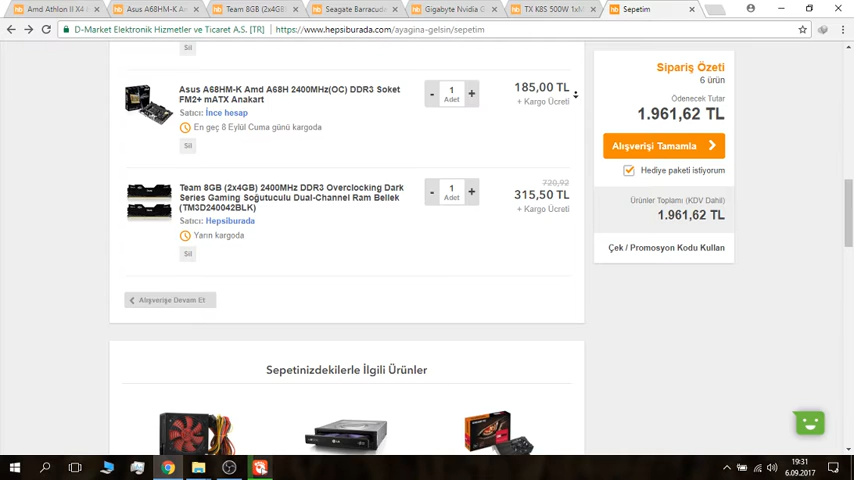 Amd Athlon II X4 
Asus A68HM-K Am
Team 8GB (2x4GB)
Seagate Barracuda
Gigabyte Nvidia G
TX K8S 500W 1xM
Sepetim
D-Market Elektronik Hizmetler ve Ticaret A.S. [TR] https://www.hepsiburada.com/ayagina-gelsin/sepetim
Sil
Asus A68HM-K Amd A68H 2400MHz(OC) DDR3 Soket
FM2+ mATX Anakart
Satıcı: İnce hesap
En geç 8 Eylül Cuma günü kargoda
Sil
- 1 +
Adet
185,00 TL
+ Kargo Ücreti
Team 8GB (2x4GB) 2400MHz DDR3 Overclocking Dark
Series Gaming Soğutuculu Dual-Channel Ram Bellek
(TM3D240042BLK)
Satıcı: Hepsiburada
Yarın kargoda
Sil
- 1 +
Adet
720,92
315,50 TL
+ Kargo Ücreti
Alışverişe Devam Et
Sipariş Özeti
6 ürün
Ödenecek Tutar
1.961,62 TL
Alışverişi Tamamla
Hediye paketi istiyorum
Ürünler Toplamı (KDV Dahil)
1.961,62 TL
Çek / Promosyon Kodu Kullan
Sepetinizdekilerle İlgili Ürünler
19:31
6.09.2017